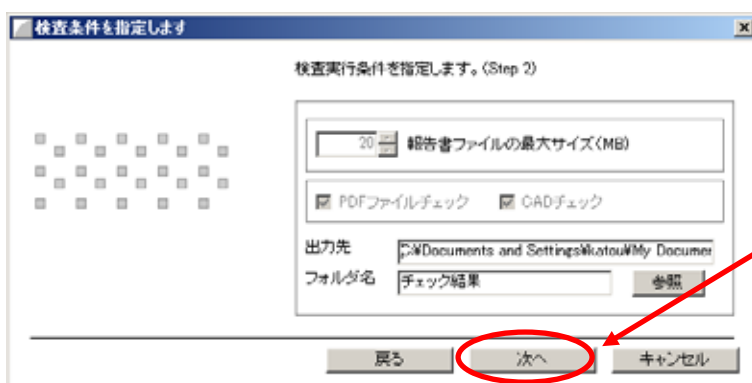 検査条件を指定します
検査実行条件を指定します。(Step 2)
20 報告書ファイルの最大サイズ(MB)
PDFファイルチェック CADチェック
出力先 C:¥Documents and Settings¥katou¥My Documer
フォルダ名 チェック結果 参照
戻る 次へ キャンセル